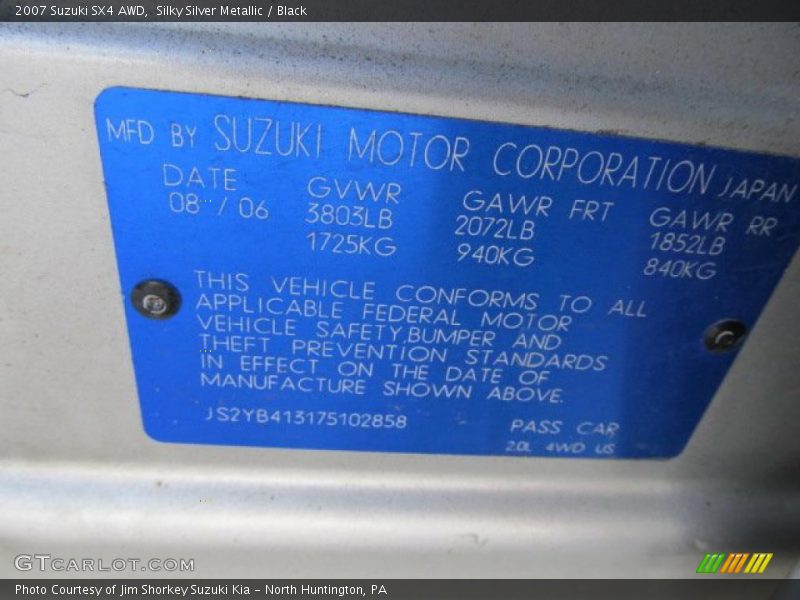 2007 Suzuki SX4 AWD, Silky Silver Metallic / Black
MFD BY SUZUKI MOTOR CORPORATION JAPAN
DATE GVWR GAWR FRT GAWR RR
08 / 06 3803LB 2072LB 1852LB
1725KG 940KG 840KG
THIS VEHICLE CONFORMS TO ALL
APPLICABLE FEDERAL MOTOR
VEHICLE SAFETY,BUMPER AND
THEFT PREVENTION STANDARDS
IN EFFECT ON THE DATE OF
MANUFACTURE SHOWN ABOVE.
JS2YB413175102858 PASS CAR
2.0L 4WD US
GTCARLOT.COM
Photo Courtesy of Jim Shorkey Suzuki Kia - North Huntington, PA